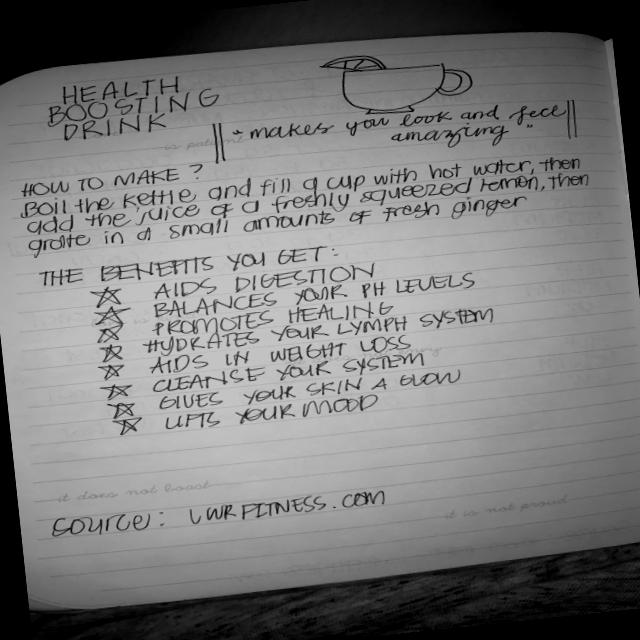 HEALTH
BOOSTING
DRINK
"makes you look and feel
amazing"
HOW TO MAKE?
Boil the kettle and fill a cup with hot water, then
add the juice of a freshly squeezed lemon, then
grate in a small amounts of fresh ginger
THE BENEFITS YOU GET:
AIDS DIGESTION
BALANCES YOUR PH LEVELS
PROMOTES HEALING
HYDRATES YOUR LYMPH SYSTEM
AIDS IN WEIGHT LOSS
CLEANSE YOUR SYSTEM
GIVES YOUR SKIN A GLOW
LIFTS YOUR MOOD
it does not boast
it is not proud
source: LWRFITNESS.COM